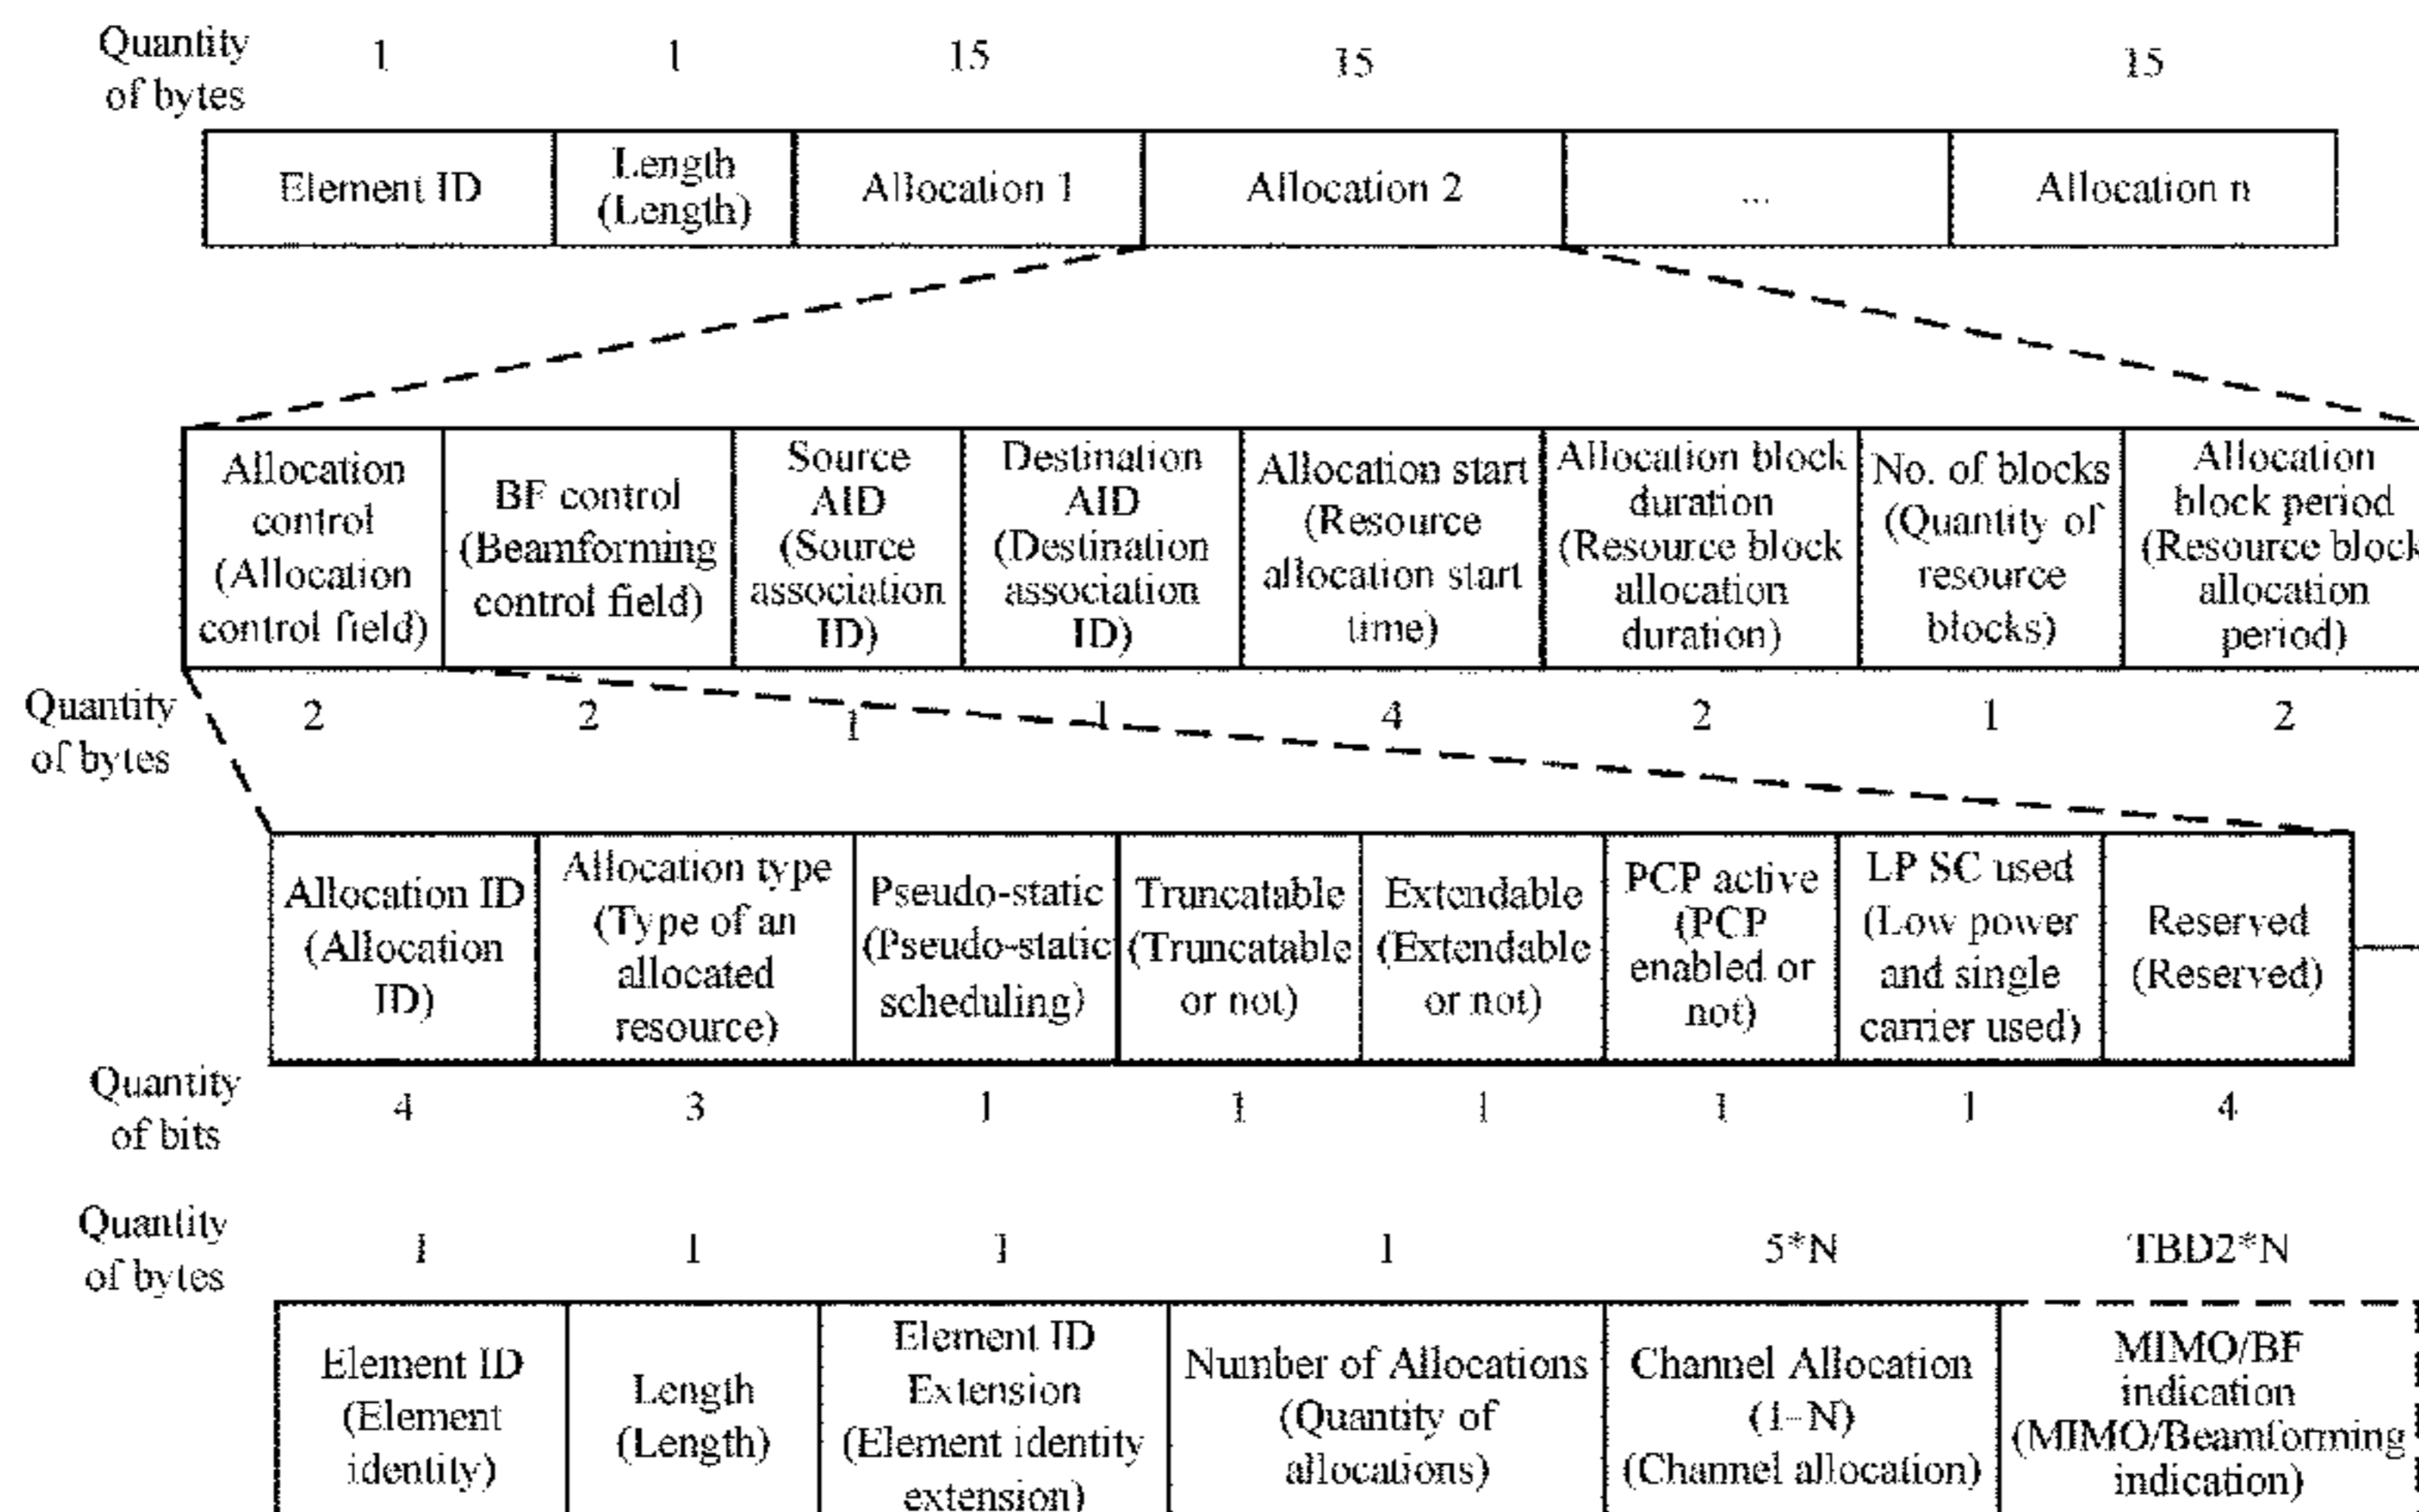 Quantity of bytes 1 1 15 15 15
Element ID
Length
(Length)
Allocation 1
Allocation 2
...
Allocation n
Allocation
control
(Allocation
control field)
BF control
(Beamforming
control field)
Source
AID
(Source
association
ID)
Destination
AID
(Destination
association
ID)
Allocation start
(Resource
allocation start
time)
Allocation block
duration
(Resource block
allocation
duration)
No. of blocks
(Quantity of
resource
blocks)
Allocation
block period
(Resource block
allocation
period)
Quantity of bytes 2 2 1 1 4 2 1 2
Allocation ID
(Allocation
ID)
Allocation type
(Type of an
allocated
resource)
Pseudo-static
(Pseudo-static
scheduling)
Truncatable
(Truncatable
or not)
Extendable
(Extendable
or not)
PCP active
(PCP
enabled or
not)
LP SC used
(Low power
and single
carrier used)
Reserved
(Reserved)
Quantity of bits 4 3 1 1 1 1 1 4
Quantity of bytes 1 1 1 1 5*N TBD2*N
Element ID
(Element
identity)
Length
(Length)
Element ID
Extension
(Element identity
extension)
Number of Allocations
(Quantity of
allocations)
Channel Allocation
(1-N)
(Channel allocation)
MIMO/BF
indication
(MIMO/Beamforming
indication)